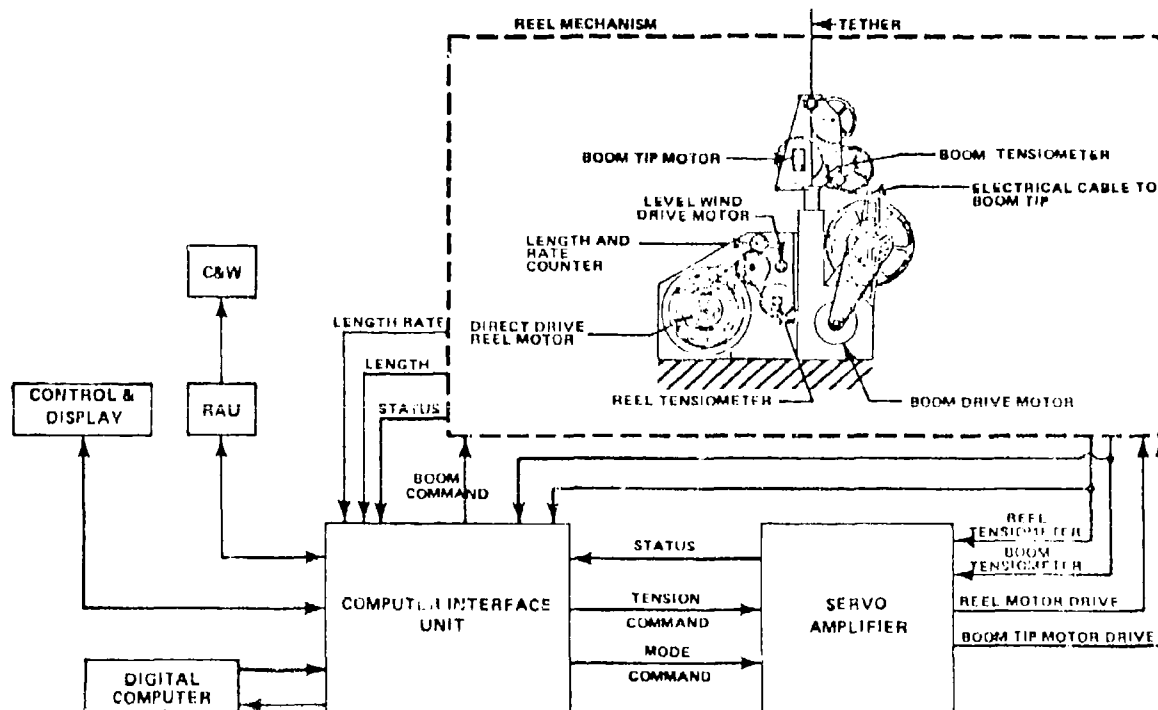 REEL MECHANISM
TETHER
BOOM TIP MOTOR
BOOM TENSIOMETER
ELECTRICAL CABLE TO
BOOM TIP
LEVEL WIND
DRIVE MOTOR
LENGTH AND
RATE
COUNTER
C&W
LENGTH RATE
DIRECT DRIVE
REEL MOTOR
LENGTH
CONTROL &
DISPLAY
RAU
STATUS
REEL TENSIOMETER
BOOM DRIVE MOTOR
BOOM
COMMAND
REEL
TENSIOMETER
BOOM
TENSIOMETER
STATUS
COMPUTER INTERFACE
UNIT
TENSION
COMMAND
SERVO
AMPLIFIER
REEL MOTOR DRIVE
BOOM TIP MOTOR DRIVE
MODE
COMMAND
DIGITAL
COMPUTER